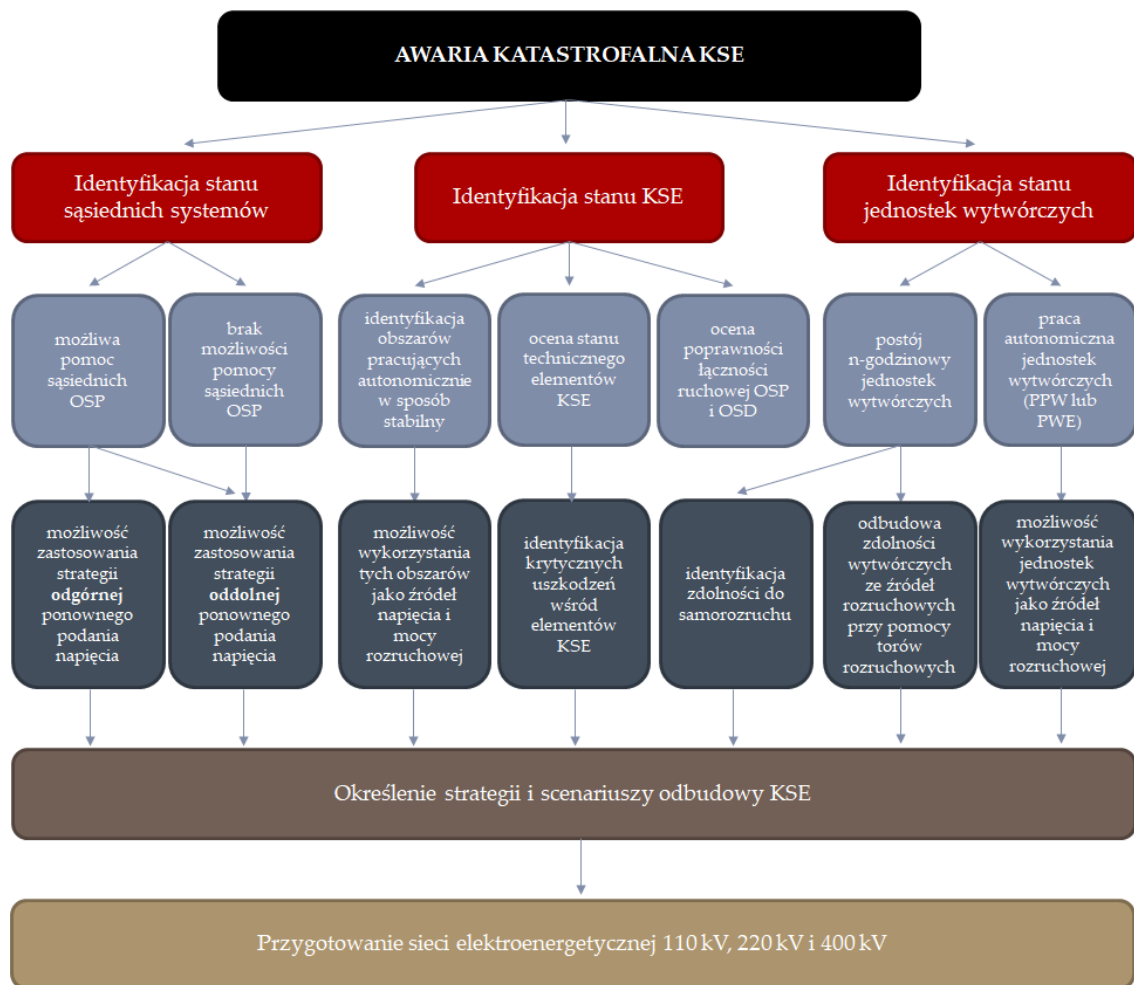 AWARIA KATASTROFALNA KSE
Identyfikacja stanu
sąsiednich systemów
Identyfikacja stanu KSE
Identyfikacja stanu
jednostek wytwórczych
możliwa
pomoc
sąsiednich
OSP
brak
możliwości
pomocy
sąsiednich
OSP
identyfikacja
obszarów
pracujących
autonomicznie
w sposób
stabilny
ocena stanu
technicznego
elementów
KSE
ocena
poprawności
łączności
ruchowej OSP
i OSD
postój
n-godzinowy
jednostek
wytwórczych
praca
autonomiczna
jednostek
wytwórczych
(PPW lub
PWE)
możliwość
zastosowania
strategii
odgórnej
ponownego
podania
napięcia
możliwość
zastosowania
strategii
oddolnej
ponownego
podania
napięcia
możliwość
wykorzystania
tych obszarów
jako źródeł
napięcia i
mocy
rozruchowej
identyfikacja
krytycznych
uszkodzeń
wśród
elementów
KSE
identyfikacja
zdolności do
samorozruchu
odbudowa
zdolności
wytwórczych
ze źródeł
rozruchowych
przy pomocy
torów
rozruchowych
możliwość
wykorzystania
jednostek
wytwórczych
jako źródeł
napięcia i
mocy
rozruchowej
Określenie strategii i scenariuszy odbudowy KSE
Przygotowanie sieci elektroenergetycznej 110 kV, 220 kV i 400 kV